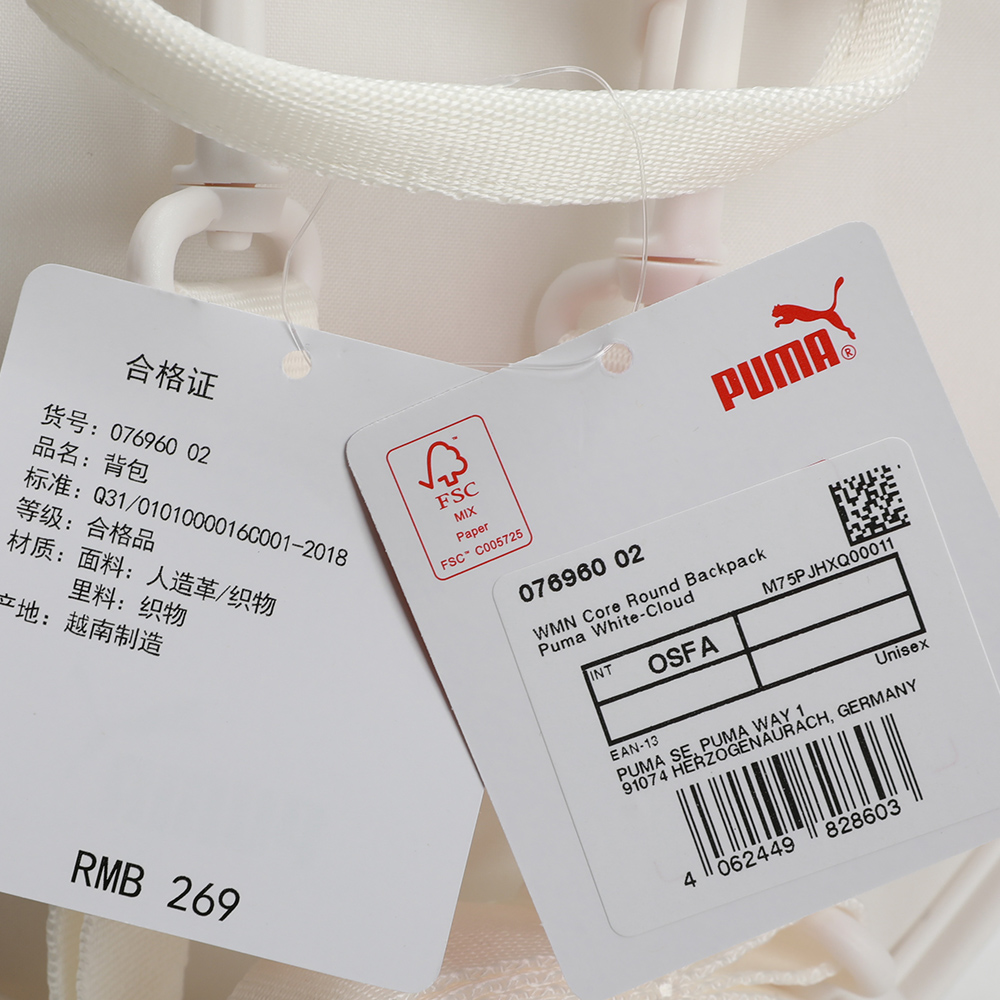 合格证
货号: 076960 02
品名: 背包
标准: Q31/0101000016C001-2018
等级: 合格品
材质: 面料: 人造革/织物
里料: 织物
产地: 越南制造
RMB 269
PUMA®
FSC™
MIX
Paper
FSC™ C005725
076960 02
WMN Core Round Backpack
Puma White-Cloud
M75PJHXQ00011
INT OSFA
Unisex
EAN-13
PUMA SE, PUMA WAY 1
91074 HERZOGENAURACH, GERMANY
4 062449 828603